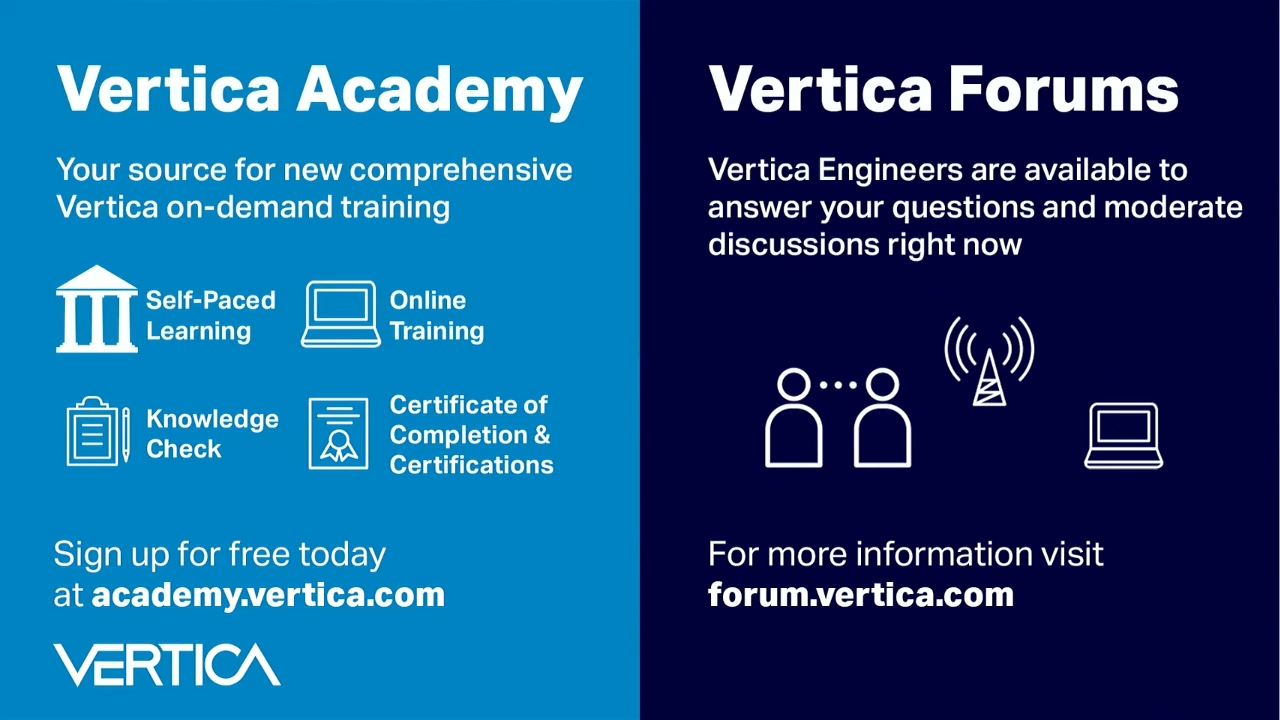 Vertica Academy
Your source for new comprehensive
Vertica on-demand training
Self-Paced
Learning
Online
Training
Knowledge
Check
Certificate of
Completion &
Certifications
Sign up for free today
at academy.vertica.com
VERTICA
Vertica Forums
Vertica Engineers are available to
answer your questions and moderate
discussions right now
For more information visit
forum.vertica.com